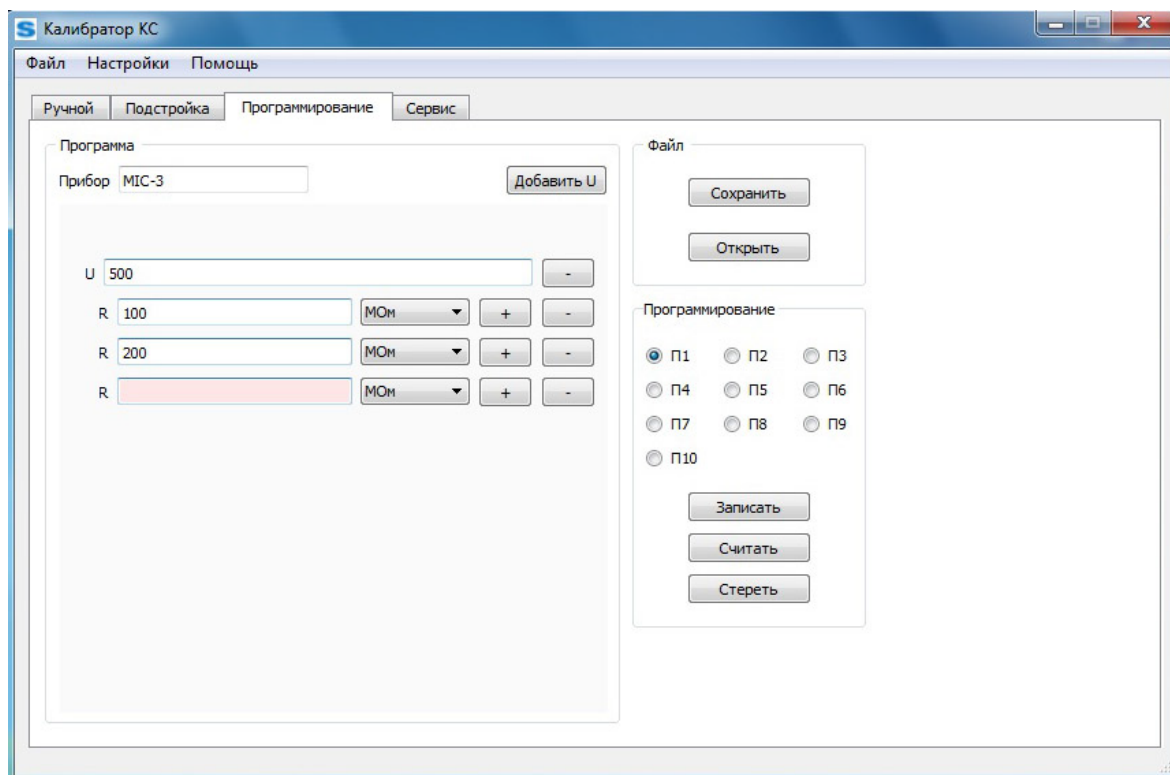 Калибратор КС
Файл Настройки Помощь
Ручной Подстройка Программирование Сервис
Программа
Прибор MIC-3 Добавить U
U 500 -
R 100 МОм + -
R 200 МОм + -
R МОм + -
Файл
Сохранить
Открыть
Программирование
П1 П2 П3
П4 П5 П6
П7 П8 П9
П10
Записать
Считать
Стереть